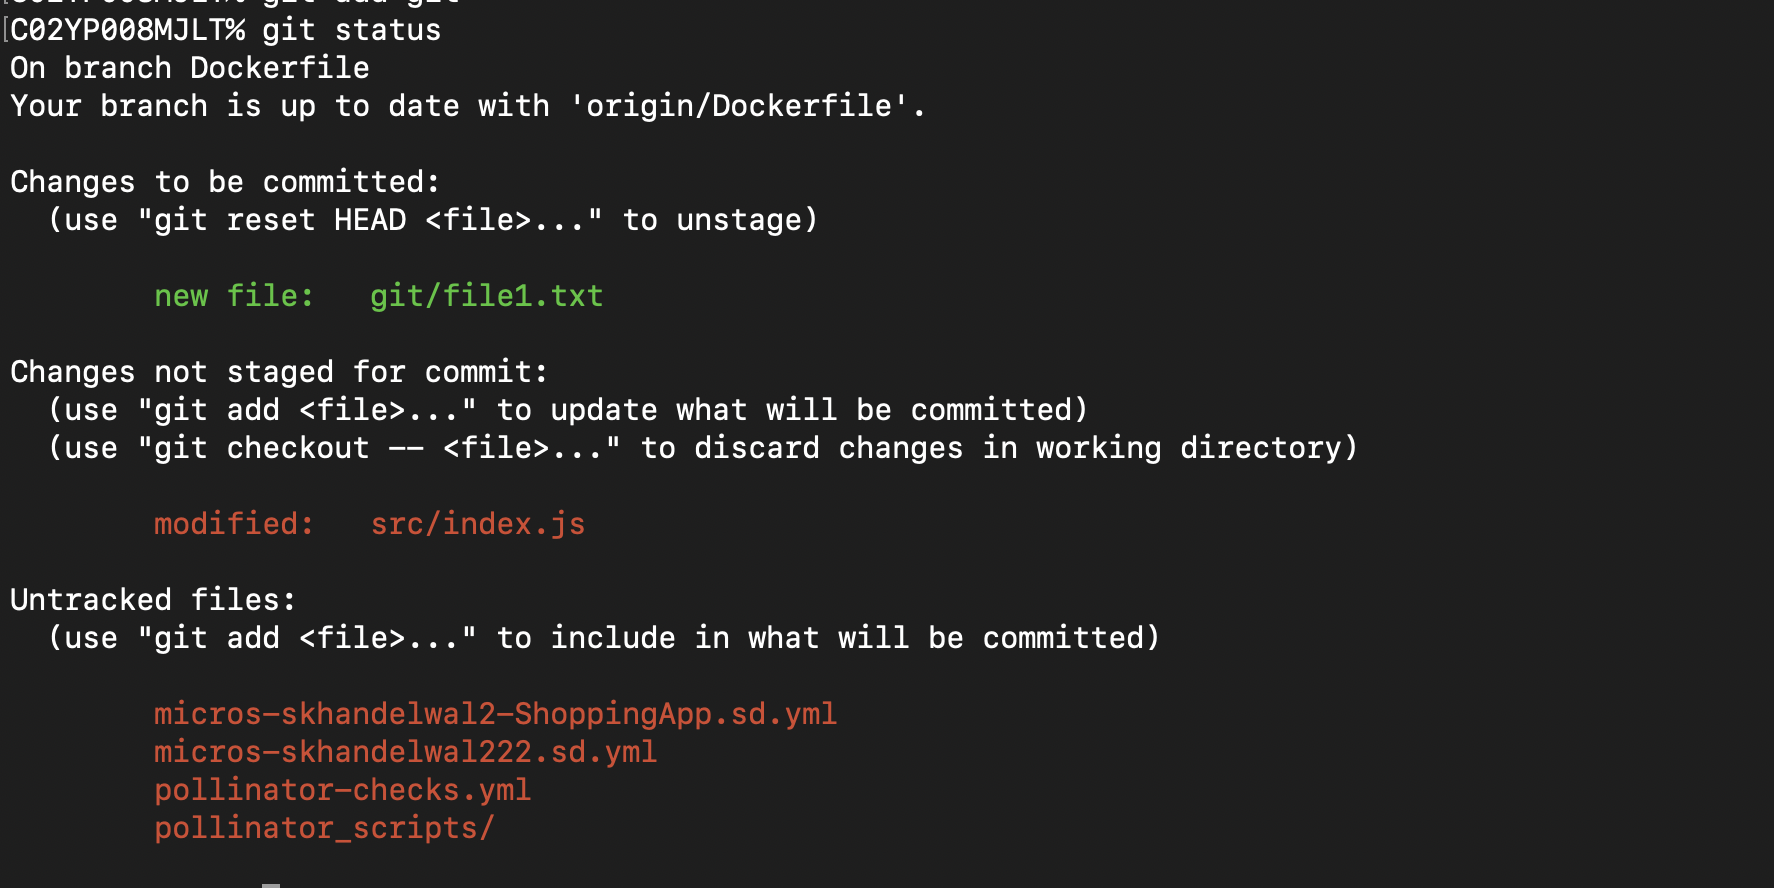 C02YP008MJLT% git add git
[C02YP008MJLT% git status
On branch Dockerfile
Your branch is up to date with 'origin/Dockerfile'.
Changes to be committed:
(use "git reset HEAD <file>..." to unstage)
new file:   git/file1.txt
Changes not staged for commit:
(use "git add <file>..." to update what will be committed)
(use "git checkout -- <file>..." to discard changes in working directory)
modified:   src/index.js
Untracked files:
(use "git add <file>..." to include in what will be committed)
micros-skhandelwal2-ShoppingApp.sd.yml
micros-skhandelwal222.sd.yml
pollinator-checks.yml
pollinator_scripts/